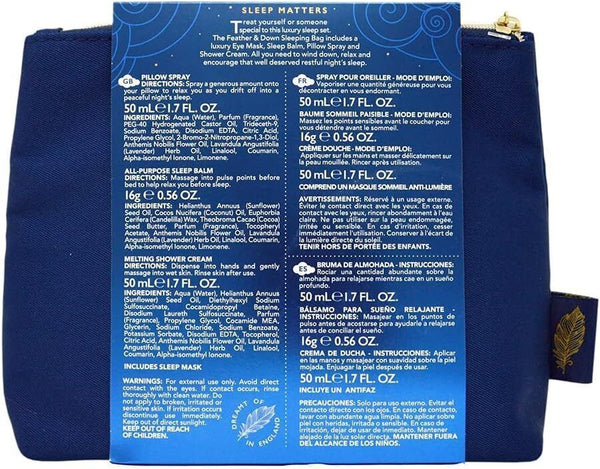 SLEEP MATTERS
Treat yourself or someone
special to this luxury sleep set.
The Feather & Down Sleeping Bag includes a
luxury Eye Mask, Sleep Balm, Pillow Spray and
Shower Cream. All you need to wind down, relax and
encourage that well deserved restful night's sleep.
GB PILLOW SPRAY
DIRECTIONS: Spray a generous amount onto
your pillow to relax you as you drift off into a
peaceful night's sleep.
50 mL℮1.7 FL. OZ.
INGREDIENTS: Aqua (Water), Parfum (Fragrance),
PEG-40 Hydrogenated Castor Oil, Trideceth-9,
Sodium Benzoate, Disodium EDTA, Citric Acid,
Propylene Glycol, 2-Bromo-2-Nitropropane-1,3-Diol,
Anthemis Nobilis Flower Oil, Lavandula Angustifolia
(Lavender) Herb Oil, Linalool, Coumarin,
Alpha-isomethyl Ionone, Limonene.
ALL-PURPOSE SLEEP BALM
DIRECTIONS: Massage into pulse points before
bed to help relax you before you sleep.
16g ℮ 0.56 OZ.
INGREDIENTS: Helianthus Annuus (Sunflower)
Seed Oil, Cocos Nucifera (Coconut) Oil, Euphorbia
Cerifera (Candelilla) Wax, Theobroma Cacao (Cocoa)
Seed Butter, Parfum (Fragrance), Tocopheryl
Acetate, Anthemis Nobilis Flower Oil, Lavandula
Angustifolia (Lavender) Herb Oil, Linalool, Coumarin,
Alpha-isomethyl Ionone, Limonene.
MELTING SHOWER CREAM
DIRECTIONS: Dispense into hands and gently
massage into wet skin. Rinse skin after use.
50 mL℮1.7 FL. OZ.
INGREDIENTS: Aqua (Water), Helianthus Annuus
(Sunflower) Seed Oil, Diethylhexyl Sodium
Sulfosuccinate, Cocamidopropyl Betaine,
Disodium Laureth Sulfosuccinate, Parfum
(Fragrance), Propylene Glycol, Cocamide MEA,
Glycerin, Sodium Chloride, Sodium Benzoate,
Potassium Sorbate, Disodium EDTA, Citric Acid,
Anthemis Nobilis Flower Oil, Lavandula
Angustifolia (Lavender) Herb Oil, Linalool, Coumarin,
Alpha-isomethyl Ionone, Limonene.
INCLUDES SLEEP MASK
WARNINGS: For external use only. Avoid direct
contact with the eyes. If contact occurs, rinse
thoroughly with clean water. Do
not apply to broken, irritated or
sensitive skin. If irritation occurs
discontinue use immediately.
Keep out of direct sunlight.
KEEP OUT OF REACH
OF CHILDREN.
DREAMT OF
IN ENGLAND
FR SPRAY POUR OREILLER - MODE D'EMPLOI:
Vaporiser une quantité généreuse pour vous
décontracter en vous endormant.
50 mL℮1.7 FL. OZ.
BAUME SOMMEIL PAISIBLE - MODE D'EMPLOI:
Massez les points sensibles avant le coucher pour
vous détendre avant le sommeil.
16g ℮ 0.56 OZ.
CRÈME DOUCHE - MODE D'EMPLOI:
Appliquer sur les mains et masser délicatement sur
la peau mouillée. Rincer après utilisation.
50 mL℮1.7 FL. OZ.
COMPREND UN MASQUE SOMMEIL ANTI-LUMIÈRE
AVERTISSEMENTS: Réservé à un usage externe.
Éviter le contact direct avec les yeux. En cas de
contact avec les yeux, rincer abondamment à l'eau
claire. Ne pas utiliser sur la peau endommagée,
irritée ou sensible. En cas d'irritation, cesser
immédiatement l'utilisation. Conserver à l'écart de
la lumière directe du soleil.
TENIR HORS DE PORTÉE DES ENFANTS.
ES BRUMA DE ALMOHADA - INSTRUCCIONES:
Rociar una cantidad abundante sobre la
almohada para relajarse mientras entra en un sueño
profundo.
50 mL℮1.7 FL. OZ.
BÁLSAMO PARA SUEÑO RELAJANTE
- INSTRUCCIONES: Masajear en los puntos de
pulso antes de acostarse para ayudarle a relajarse
antes de conciliar el sueño.
16g ℮ 0.56 OZ.
CREMA DE DUCHA - INSTRUCCIONES: Aplicar
en las manos y masajear con suavidad sobre la piel
mojada. Enjuagar la piel después de usar.
50 mL℮1.7 FL. OZ.
INCLUYE UN ANTIFAZ
PRECAUCIONES: Solo para uso externo. Evitar el
contacto directo con los ojos. En caso de contacto,
lavar con abundante agua limpia. No aplicar sobre
piel con heridas, irritada o sensible. En caso de
irritación, dejar de usar de inmediato. Mantener
alejado de la luz solar directa. MANTENER FUERA
DEL ALCANCE DE LOS NIÑOS.